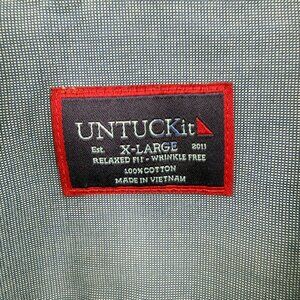 UNTUCKit
Est. X-LARGE 2011
RELAXED FIT - WRINKLE FREE
100% COTTON
MADE IN VIETNAM